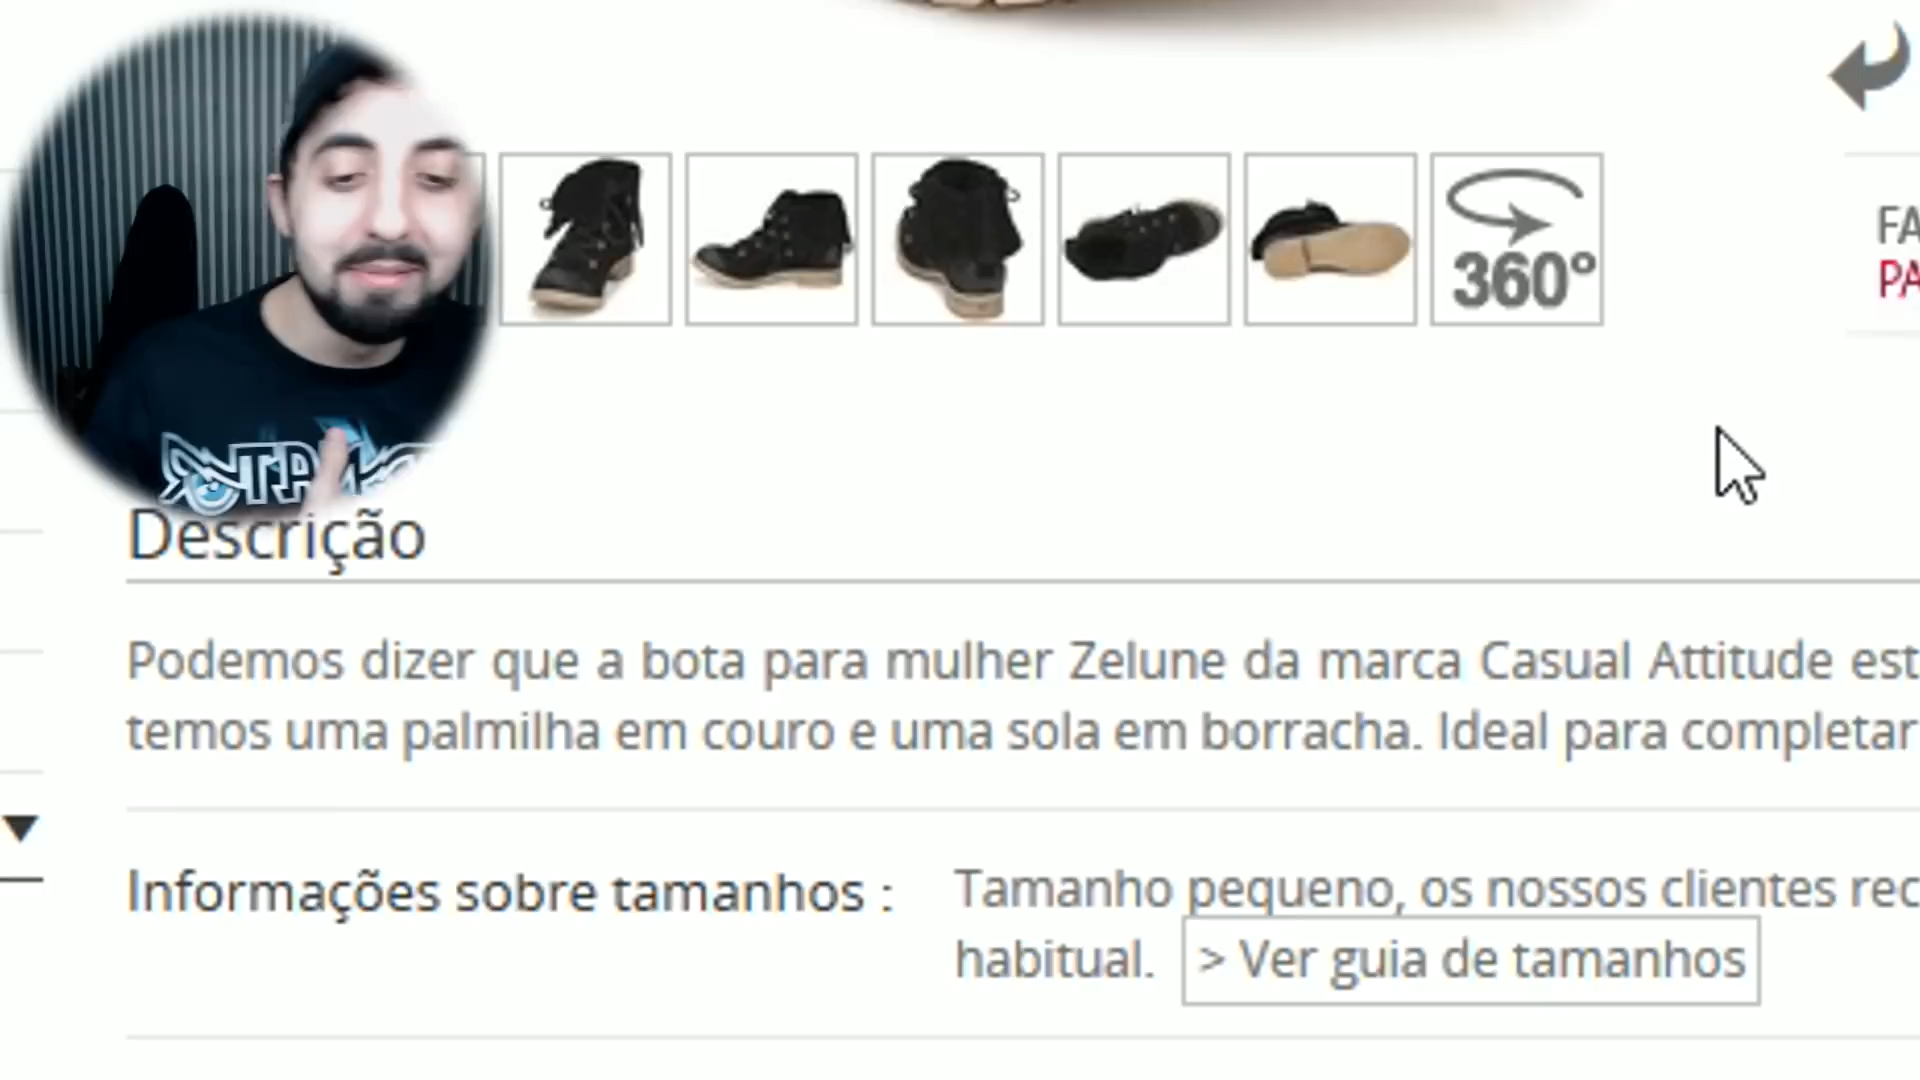 360°
FA
PA
Descrição
Podemos dizer que a bota para mulher Zelune da marca Casual Attitude est
temos uma palmilha em couro e uma sola em borracha. Ideal para completar
Informações sobre tamanhos :
Tamanho pequeno, os nossos clientes rec
habitual. > Ver guia de tamanhos